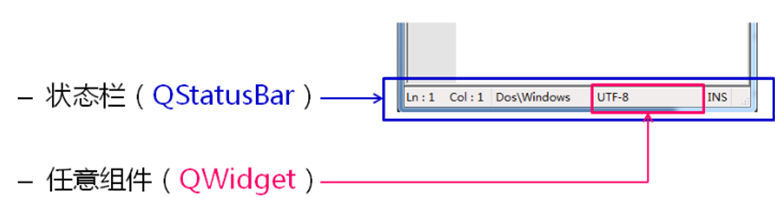 – 状态栏（QStatusBar）
Ln : 1 Col : 1 Dos\Windows UTF-8 INS
– 任意组件（QWidget）